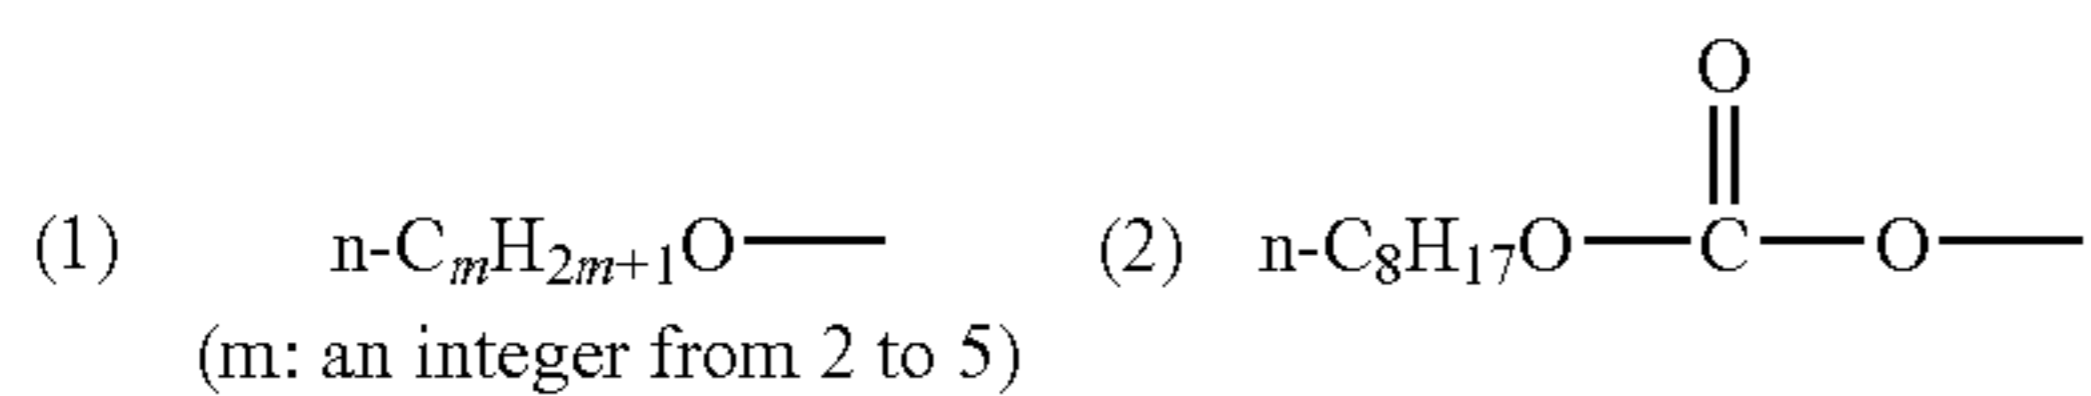 O
(1) n-CₘH₂ₘ₊₁O (2) n-C₈H₁₇O C O
(m: an integer from 2 to 5)